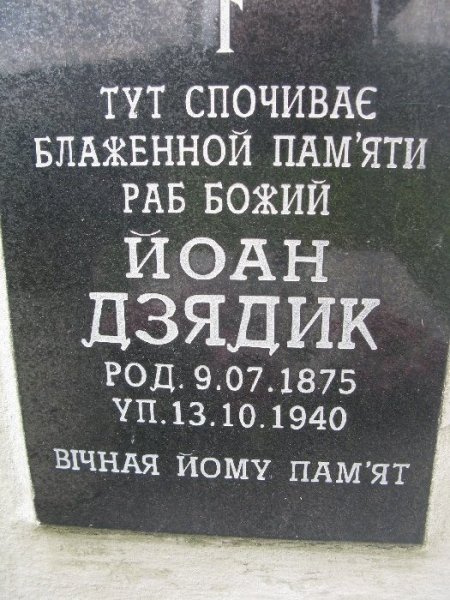 ТУТ СПОЧИВАЄ
БЛАЖЕННОЙ ПАМ'ЯТИ
РАБ БОЖИЙ
ЙОАН
ДЗЯДИК
РОД. 9.07.1875
УП. 13.10.1940
ВІЧНАЯ ЙОМУ ПАМ'ЯТ